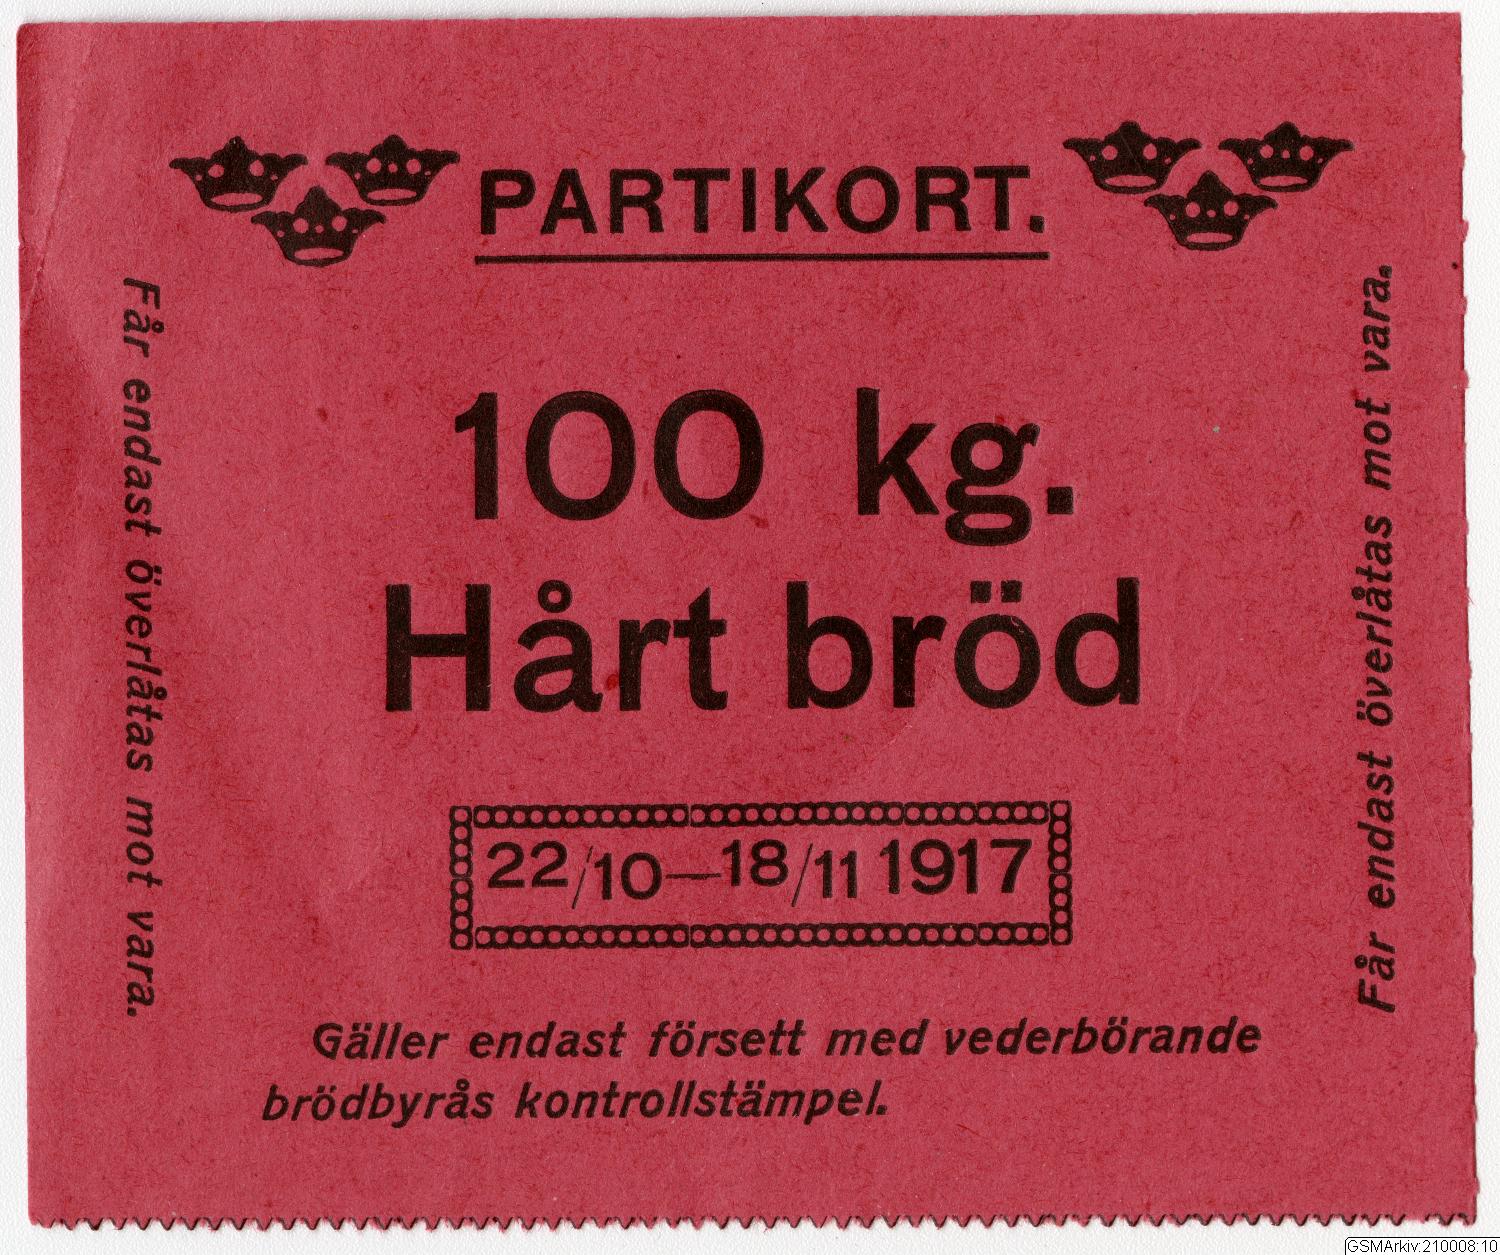 PARTIKORT.
Får endast överlåtas mot vara.
100 kg.
Hårt bröd
22/10—18/11 1917
Får endast överlåtas mot vara.
Gäller endast försett med vederbörande
brödbyrås kontrollstämpel.
GSMArkiv:210008:10